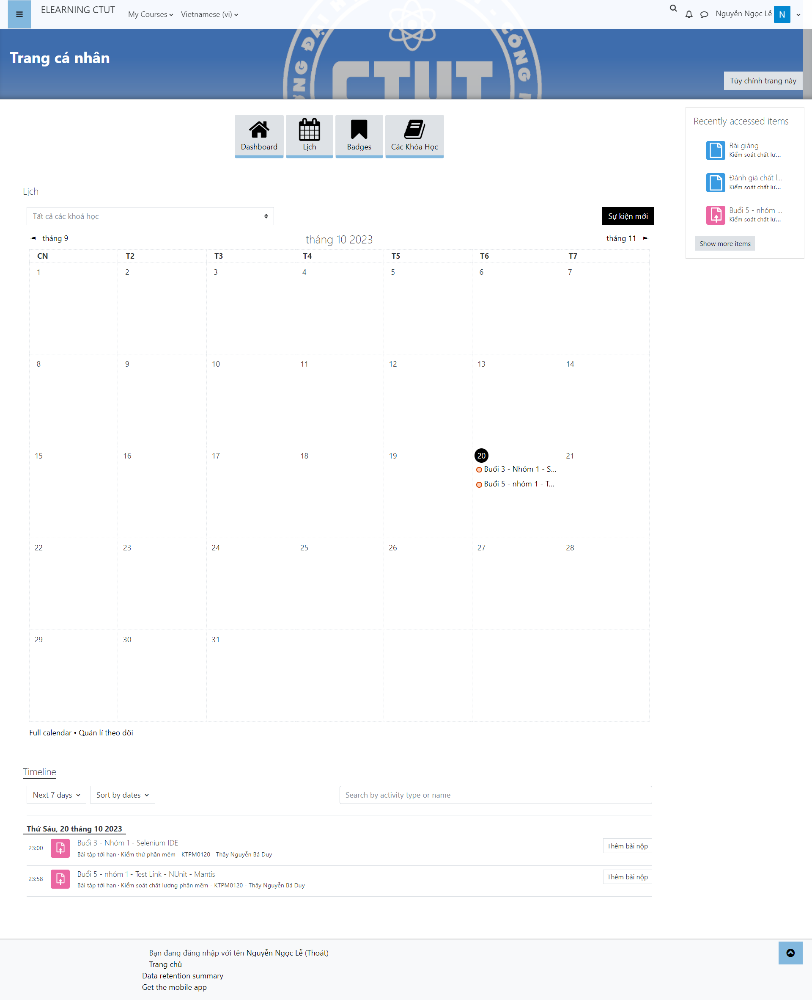 ELEARNING CTUT
My Courses
Vietnamese (vi)
Nguyễn Ngọc Lễ
N
CTUT
Trang cá nhân
Tùy chỉnh trang này
Dashboard
Lịch
Badges
Các Khóa Học
Recently accessed items
Bài giảng
Kiểm soát chất lư...
Đánh giá chất l...
Kiểm soát chất lư...
Buổi 5 - nhóm ...
Kiểm soát chất lư...
Show more items
Lịch
Tất cả các khoá học
Sự kiện mới
◄ tháng 9
tháng 10 2023
tháng 11 ►
CN T2 T3 T4 T5 T6 T7
1 2 3 4 5 6 7
8 9 10 11 12 13 14
15 16 17 18 19 20 21
Buổi 3 - Nhóm 1 - S...
Buổi 5 - nhóm 1 - T...
22 23 24 25 26 27 28
29 30 31
Full calendar • Quản lí theo dõi
Timeline
Next 7 days
Sort by dates
Search by activity type or name
Thứ Sáu, 20 tháng 10 2023
23:00
Buổi 3 - Nhóm 1 - Selenium IDE
Bài tập tới hạn · Kiểm thử phần mềm - KTPM0120 - Thầy Nguyễn Bá Duy
Thêm bài nộp
23:58
Buổi 5 - nhóm 1 - Test Link - NUnit - Mantis
Bài tập tới hạn · Kiểm soát chất lượng phần mềm - KTPM0120 - Thầy Nguyễn Bá Duy
Thêm bài nộp
Bạn đang đăng nhập với tên Nguyễn Ngọc Lễ (Thoát)
Trang chủ
Data retention summary
Get the mobile app